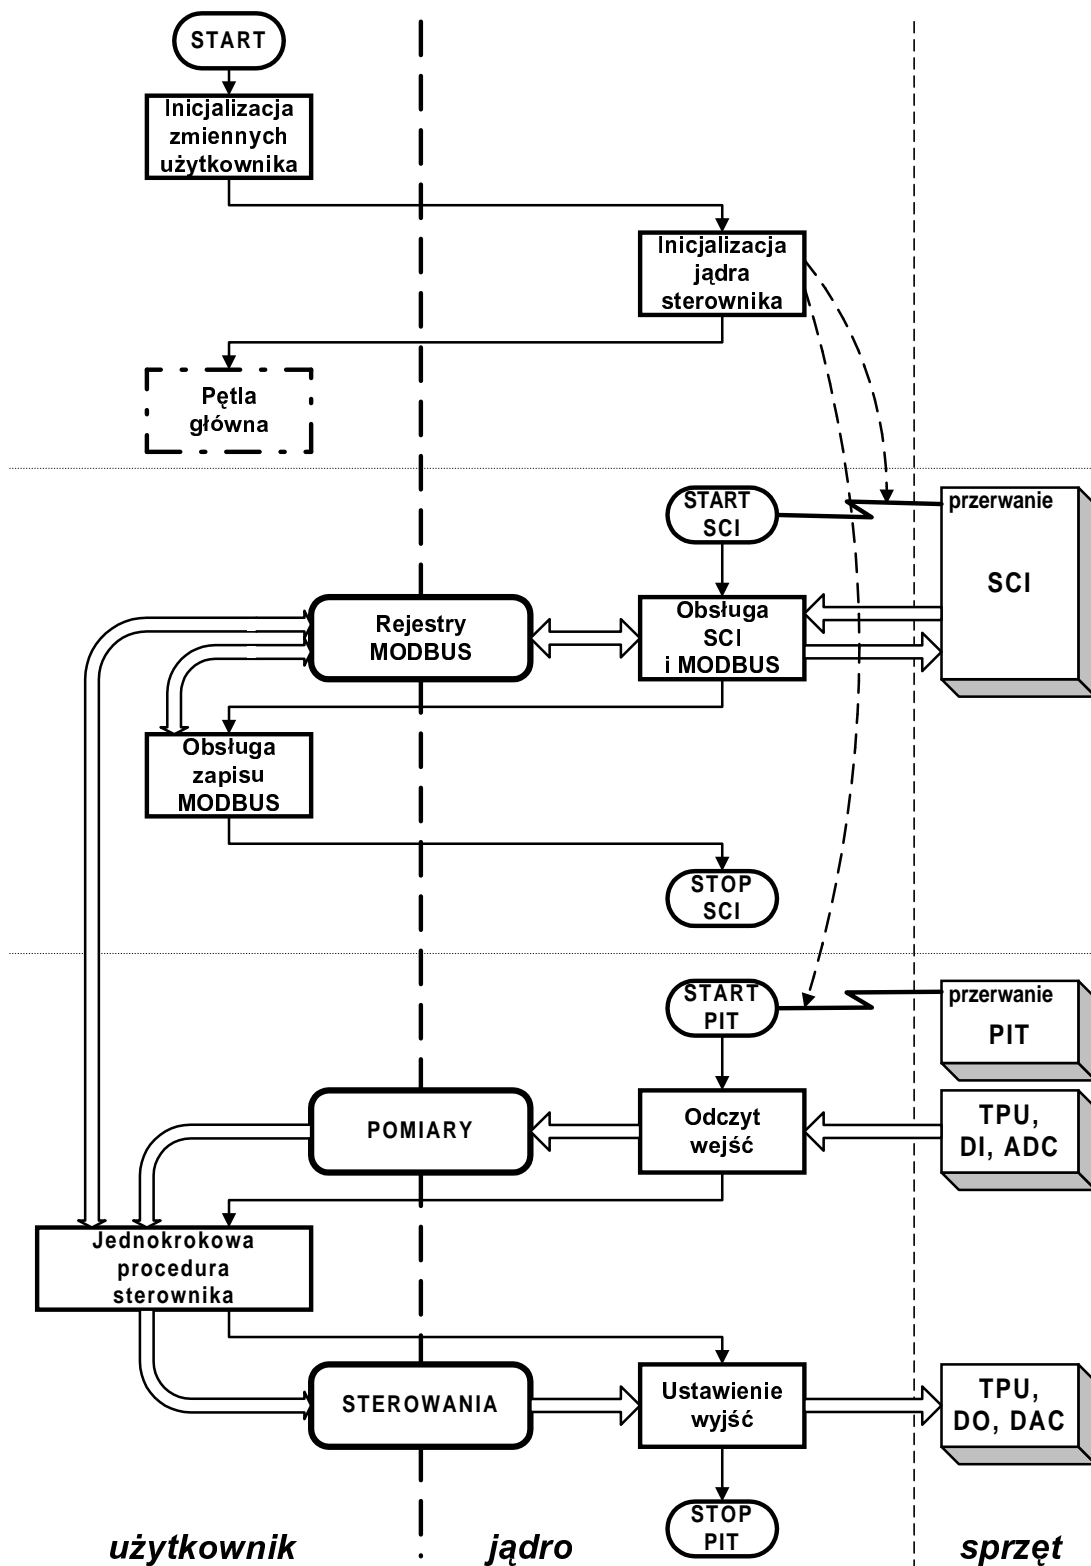 START
Inicjalizacja
zmiennych
użytkownika
Inicjalizacja
jądra
sterownika
Pętla
główna
START
SCI
przerwanie
SCI
Rejestry
MODBUS
Obsługa
SCI
i MODBUS
Obsługa
zapisu
MODBUS
STOP
SCI
START
PIT
przerwanie
PIT
POMIARY
Odczyt
wejść
TPU,
DI, ADC
Jednokrokowa
procedura
sterownika
STEROWANIA
Ustawienie
wyjść
TPU,
DO, DAC
STOP
PIT
użytkownik
jądro
sprzęt